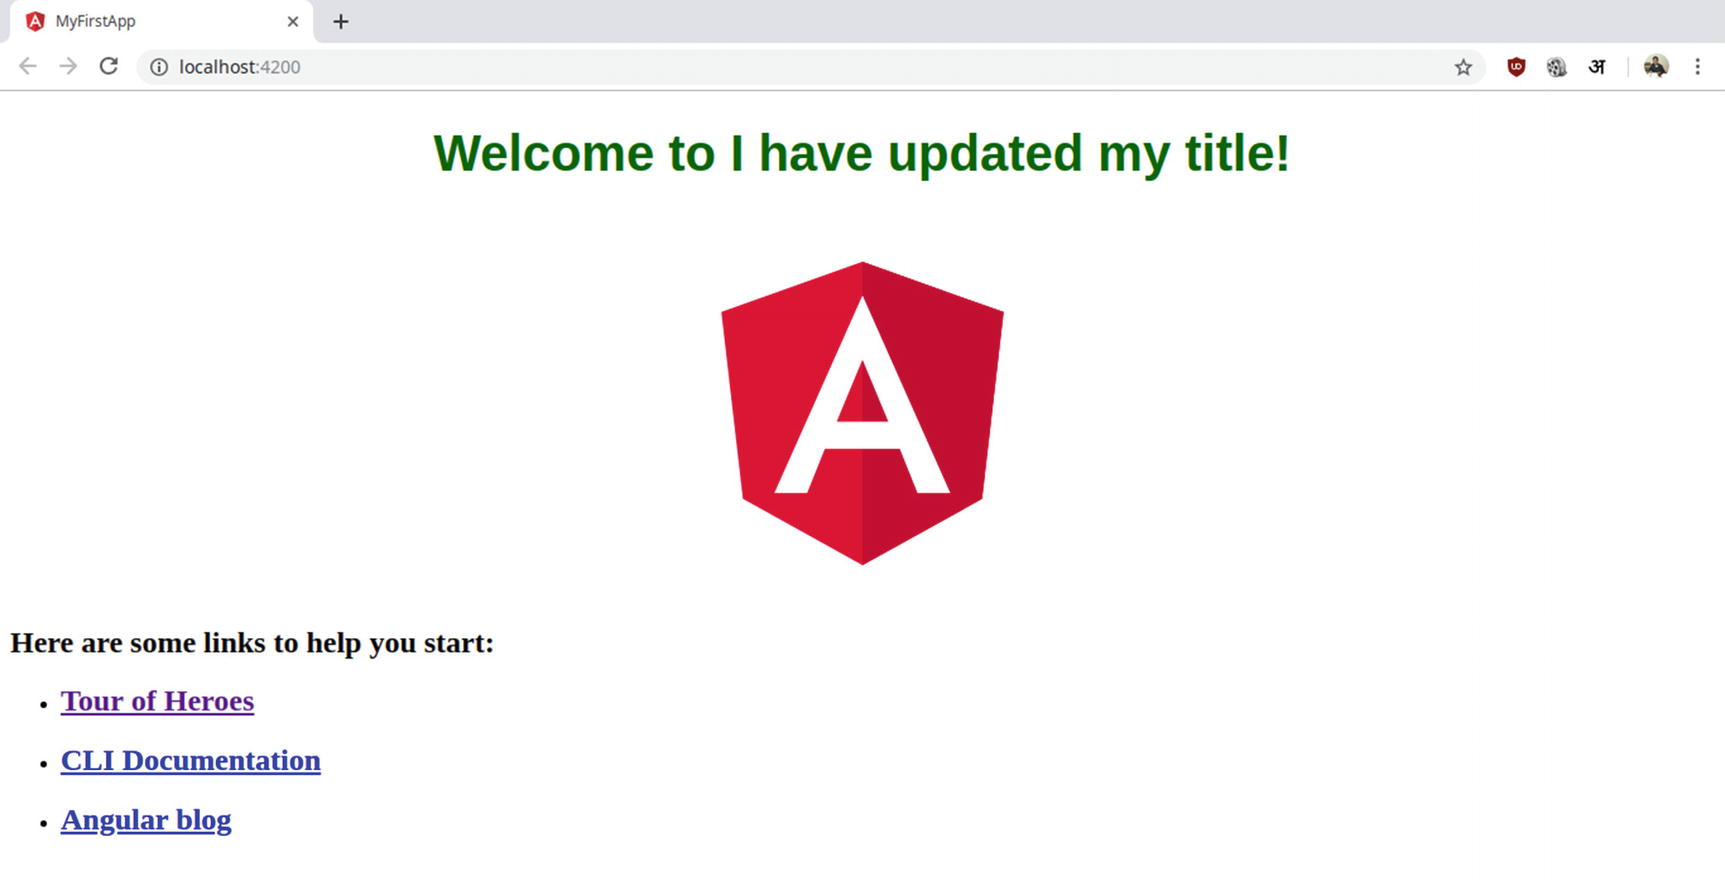 MyFirstApp
localhost:4200
अ
Welcome to I have updated my title!
A
Here are some links to help you start:
Tour of Heroes
CLI Documentation
Angular blog